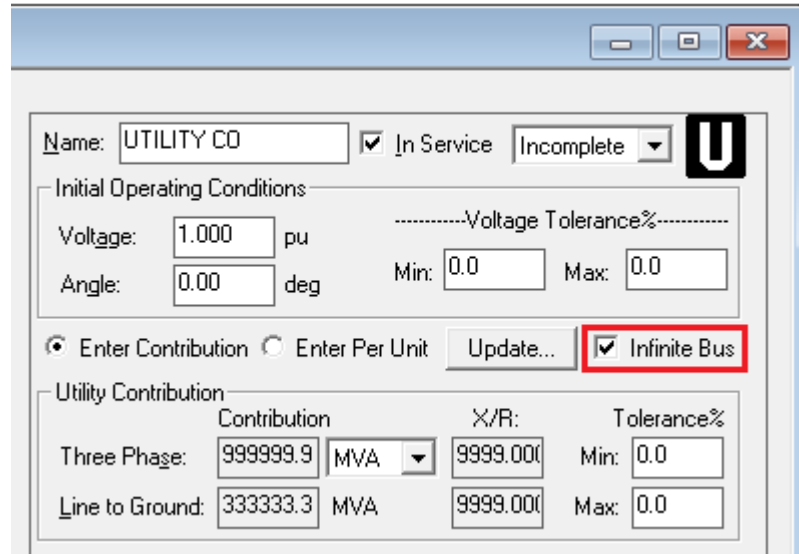 Name: UTILITY CO In Service Incomplete U
Initial Operating Conditions
-----------Voltage Tolerance%-----------
Voltage: 1.000 pu
Min: 0.0 Max: 0.0
Angle: 0.00 deg
Enter Contribution Enter Per Unit Update... Infinite Bus
Utility Contribution
Contribution X/R: Tolerance%
Three Phase: 999999.9 MVA 9999.00( Min: 0.0
Line to Ground: 333333.3 MVA 9999.00( Max: 0.0